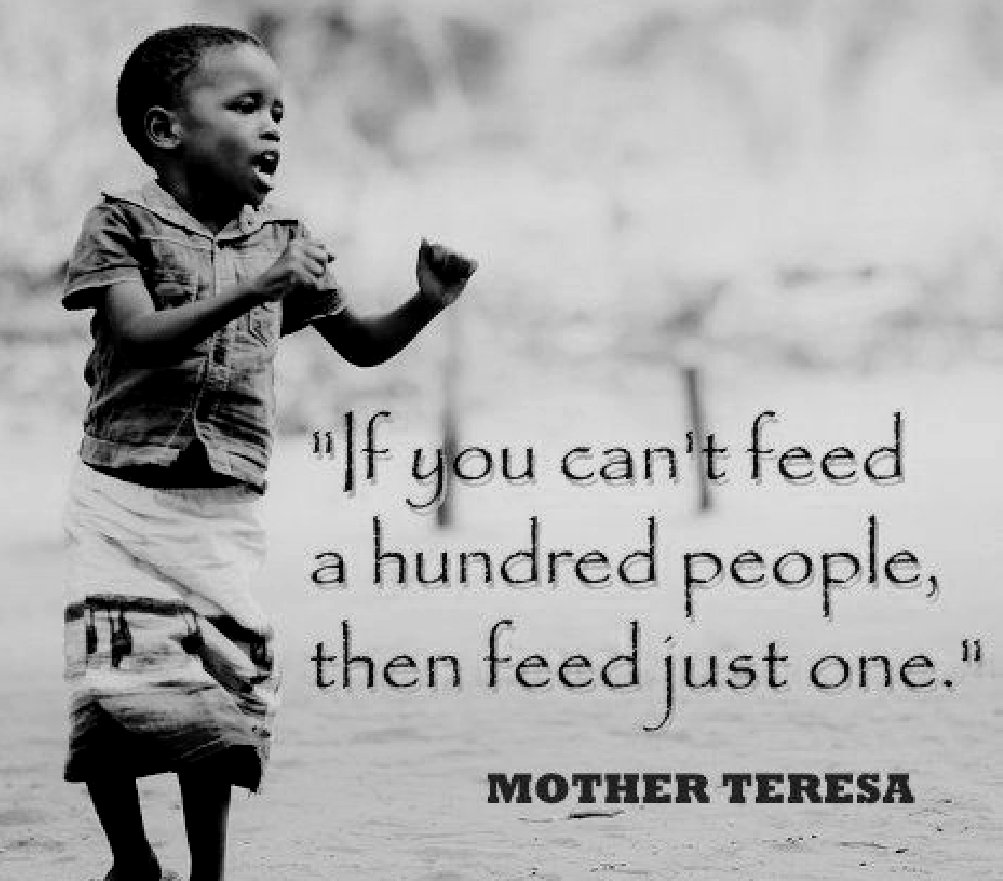 "If you can't feed
a hundred people,
then feed just one."
MOTHER TERESA